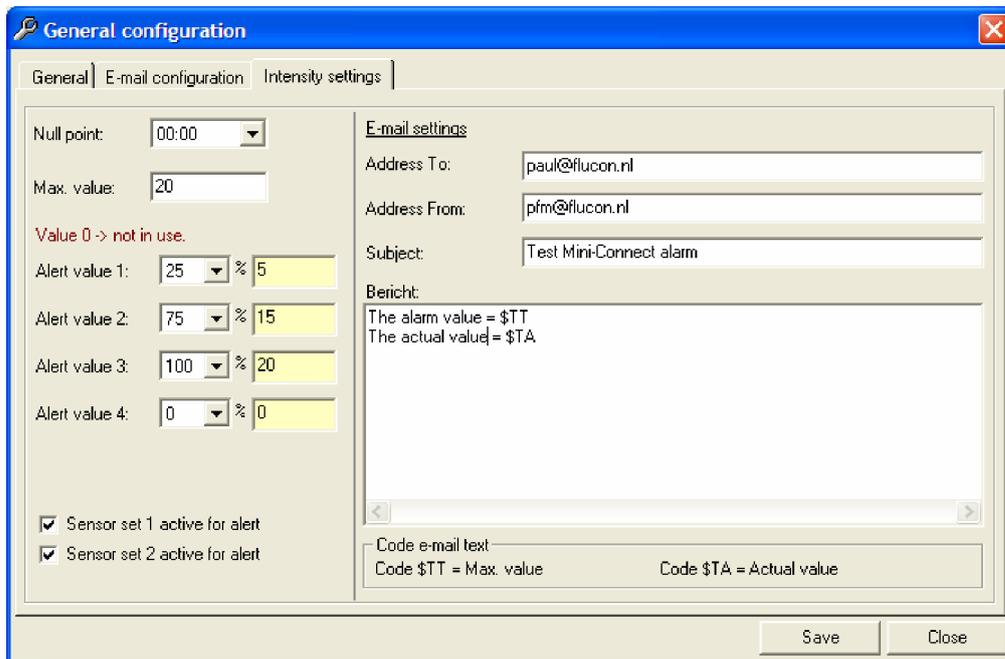 General configuration
General E-mail configuration Intensity settings
Null point: 00:00
Max. value: 20
Value 0 -> not in use.
Alert value 1: 25 % 5
Alert value 2: 75 % 15
Alert value 3: 100 % 20
Alert value 4: 0 % 0
Sensor set 1 active for alert
Sensor set 2 active for alert
E-mail settings
Address To: paul@flucon.nl
Address From: pfm@flucon.nl
Subject: Test Mini-Connect alarm
Bericht:
The alarm value = $TT
The actual value = $TA
Code e-mail text
Code $TT = Max. value Code $TA = Actual value
Save Close